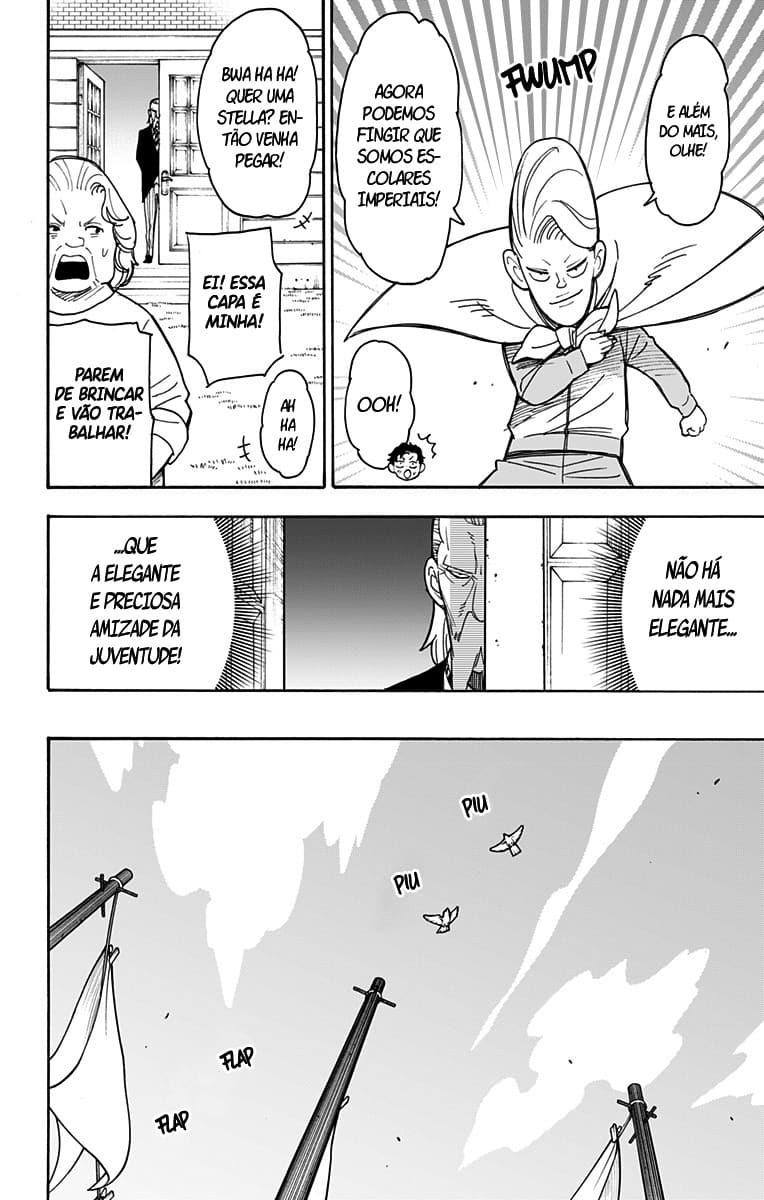 E ALÉM
DO MAIS,
OLHE!
FWUMP
AGORA
PODEMOS
FINGIR QUE
SOMOS ES-
COLARES
IMPERIAIS!
OOH!
BWA HA HA!
QUER UMA
STELLA? EN-
TÃO VENHA
PEGAR!
EI! ESSA
CAPA É
MINHA!
AH
HA
HA!
PAREM
DE BRINCAR
E VÃO TRA-
BALHAR!
NÃO HÁ
NADA MAIS
ELEGANTE...
...QUE
A ELEGANTE
E PRECIOSA
AMIZADE DA
JUVENTUDE!
PIU
PIU
FLAP
FLAP